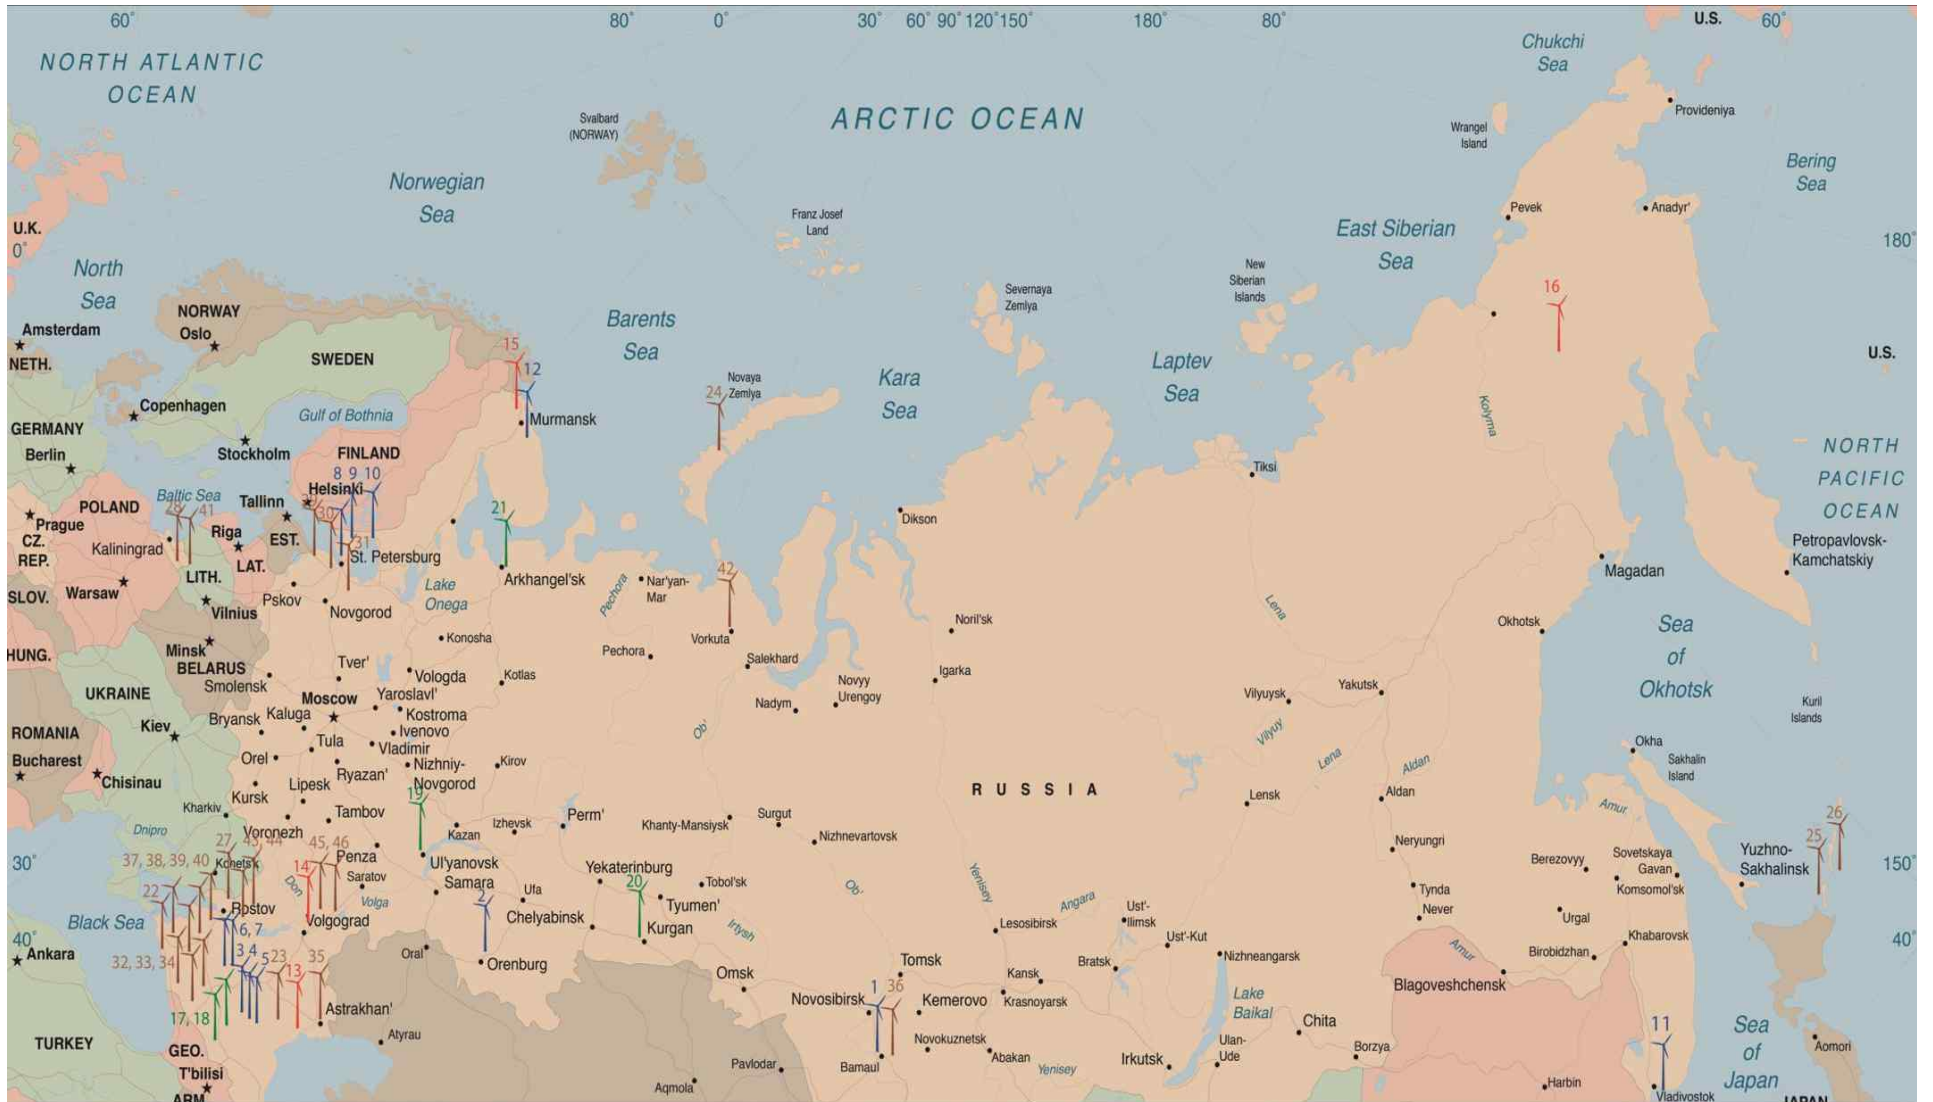 60°
80°
0°
30°
60°
90°
120°
150°
180°
80°
U.S.
60°
NORTH ATLANTIC
OCEAN
ARCTIC OCEAN
Chukchi
Sea
Provideniya
Svalbard
(NORWAY)
Wrangel
Island
Bering
Sea
Norwegian
Sea
Franz Josef
Land
Pevek
Anadyr'
U.K.
0°
East Siberian
Sea
180°
North
Sea
New
Siberian
Islands
Severnaya
Zemlya
16
NORWAY
Oslo
Amsterdam
NETH.
SWEDEN
Barents
Sea
15
12
Laptev
Sea
U.S.
Kara
Sea
24
Novaya
Zemlya
Copenhagen
Gulf of Bothnia
Murmansk
Kolyma
GERMANY
Berlin
Stockholm
FINLAND
NORTH
PACIFIC
OCEAN
8
9
10
Helsinki
Tiksi
Baltic Sea
Tallinn
28
41
29
30
31
21
POLAND
Prague
CZ.
REP.
Kaliningrad
Riga
EST.
LAT.
St. Petersburg
Dikson
Petropavlovsk-
Kamchatskiy
Magadan
SLOV.
Warsaw
LITH.
Vilnius
Pskov
Novgorod
Lake
Onega
Arkhangel'sk
Pechora
Nar'yan-
Mar
42
Vorkuta
Noril'sk
Lena
Okhotsk
Sea
of
Okhotsk
HUNG.
Minsk
BELARUS
Smolensk
Konosha
Pechora
Salekhard
Tver'
Vologda
Kotlas
Igarka
Novyy
Urengoy
Nadym
Vilyuysk
Yakutsk
UKRAINE
Moscow
Yaroslavl'
Kostroma
Kuril
Islands
ROMANIA
Bucharest
Kiev
Bryansk
Kaluga
Ivenovo
Tula
Vladimir
Ob'
Vilyuy
Lena
Aldan
Okha
Sakhalin
Island
Chisinau
Orel
Ryazan'
Nizhniy-
Novgorod
Kirov
RUSSIA
Kursk
Lipesk
19
Lensk
Aldan
Amur
Kharkiv
Tambov
Perm'
Izhevsk
Kazan
Khanty-Mansiysk
Surgut
Nizhnevartovsk
Dnipro
Voronezh
Neryungri
26
25
30°
37, 38, 39, 40
27
43, 44
45, 46
Penza
Ul'yanovsk
Yekaterinburg
Yenisey
Berezovyy
Sovetskaya
Gavan
Yuzhno-
Sakhalinsk
150°
14
Don
Saratov
Samara
20
Tobol'sk
Ob'
Komsomol'sk
22
Volga
2
Ufa
Tyumen'
Angara
Ust'-
Ilimsk
Tynda
Never
Urgal
Black Sea
Rostov
Volgograd
Chelyabinsk
Kurgan
Irtysh
Lesosibirsk
6, 7
Ust'-Kut
Khabarovsk
40°
Ankara
3,
4,
5
Oral
Amur
Birobidzhan
40°
32, 33, 34
23
13
35
Orenburg
Omsk
Tomsk
Kansk
Bratsk
Nizhneangarsk
Blagoveshchensk
Novosibirsk
1
36
Kemerovo
Krasnoyarsk
Lake
Baikal
17, 18
Astrakhan'
Atyrau
Chita
11
Sea
of
Japan
TURKEY
GEO.
T'bilisi
Novokuznetsk
Abakan
Barnaul
Ulan-
Ude
Borzya
Aomori
Pavlodar
Yenisey
Irkutsk
Aqmola
Harbin
Vladivostok
ARM.
JAPAN